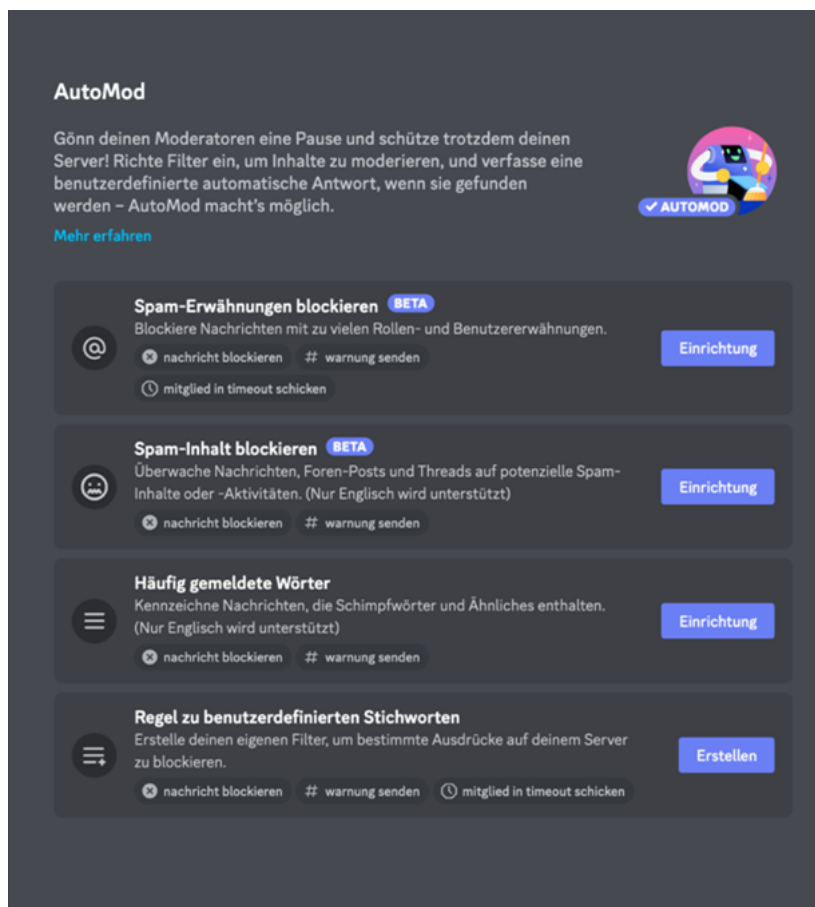 AutoMod
Gönn deinen Moderatoren eine Pause und schütze trotzdem deinen
Server! Richte Filter ein, um Inhalte zu moderieren, und verfasse eine
benutzerdefinierte automatische Antwort, wenn sie gefunden
werden – AutoMod macht's möglich.
AUTOMOD
Mehr erfahren
Spam-Erwähnungen blockieren BETA
Blockiere Nachrichten mit zu vielen Rollen- und Benutzererwähnungen.
nachricht blockieren # warnung senden
mitglied in timeout schicken
Einrichtung
Spam-Inhalt blockieren BETA
Überwache Nachrichten, Foren-Posts und Threads auf potenzielle Spam-
Inhalte oder -Aktivitäten. (Nur Englisch wird unterstützt)
nachricht blockieren # warnung senden
Einrichtung
Häufig gemeldete Wörter
Kennzeichne Nachrichten, die Schimpfwörter und Ähnliches enthalten.
(Nur Englisch wird unterstützt)
nachricht blockieren # warnung senden
Einrichtung
Regel zu benutzerdefinierten Stichworten
Erstelle deinen eigenen Filter, um bestimmte Ausdrücke auf deinem Server
zu blockieren.
nachricht blockieren # warnung senden mitglied in timeout schicken
Erstellen